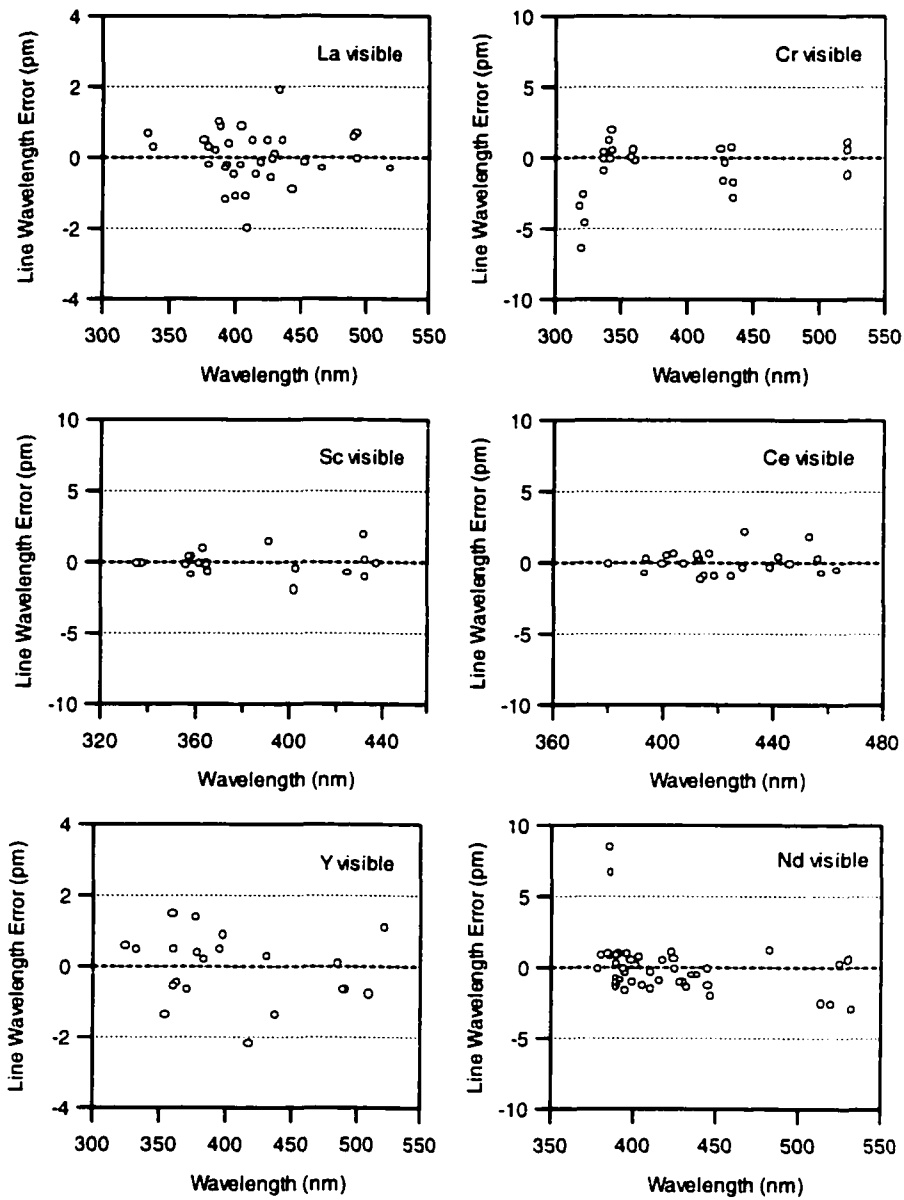 La visible
Line Wavelength Error (pm)
4
2
0
-2
-4
300 350 400 450 500 550
Wavelength (nm)
Cr visible
Line Wavelength Error (pm)
10
5
0
-5
-10
300 350 400 450 500 550
Wavelength (nm)
Sc visible
Line Wavelength Error (pm)
10
5
0
-5
-10
320 360 400 440
Wavelength (nm)
Ce visible
Line Wavelength Error (pm)
10
5
0
-5
-10
360 400 440 480
Wavelength (nm)
Y visible
Line Wavelength Error (pm)
4
2
0
-2
-4
300 350 400 450 500 550
Wavelength (nm)
Nd visible
Line Wavelength Error (pm)
10
5
0
-5
-10
350 400 450 500 550
Wavelength (nm)